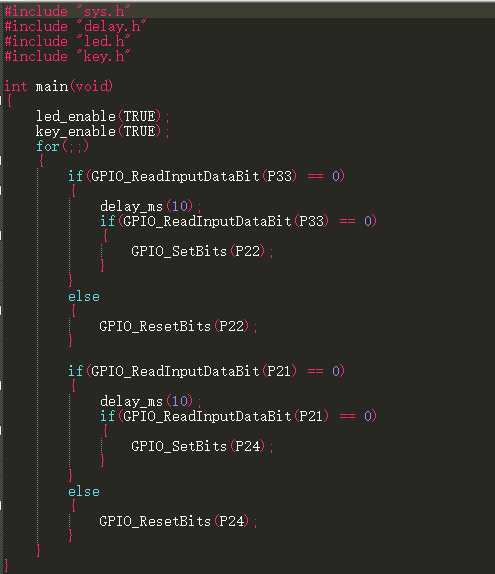 #include "sys.h"
#include "delay.h"
#include "led.h"
#include "key.h"

int main(void)
{
    led_enable(TRUE);
    key_enable(TRUE);
    for(;;)
    {
        if(GPIO_ReadInputDataBit(P33) == 0)
        {
            delay_ms(10);
            if(GPIO_ReadInputDataBit(P33) == 0)
            {
                GPIO_SetBits(P22);
            }
        }
        else
        {
            GPIO_ResetBits(P22);
        }

        if(GPIO_ReadInputDataBit(P21) == 0)
        {
            delay_ms(10);
            if(GPIO_ReadInputDataBit(P21) == 0)
            {
                GPIO_SetBits(P24);
            }
        }
        else
        {
            GPIO_ResetBits(P24);
        }
    }
}